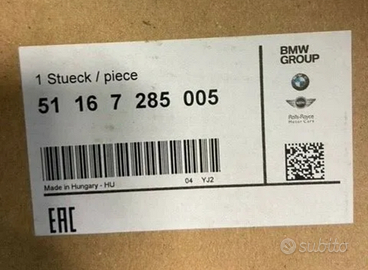 BMW
GROUP
1 Stueck / piece
51 16 7 285 005
Rolls-Royce
Motor Cars
Made in Hungary - HU
04 YJ2
EAC
subito